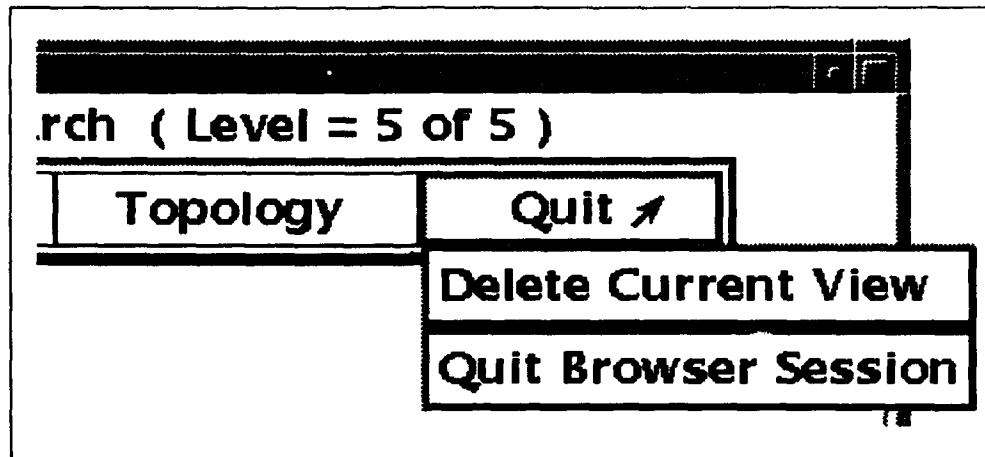 .rch ( Level = 5 of 5 )
Topology Quit
Delete Current View
Quit Browser Session